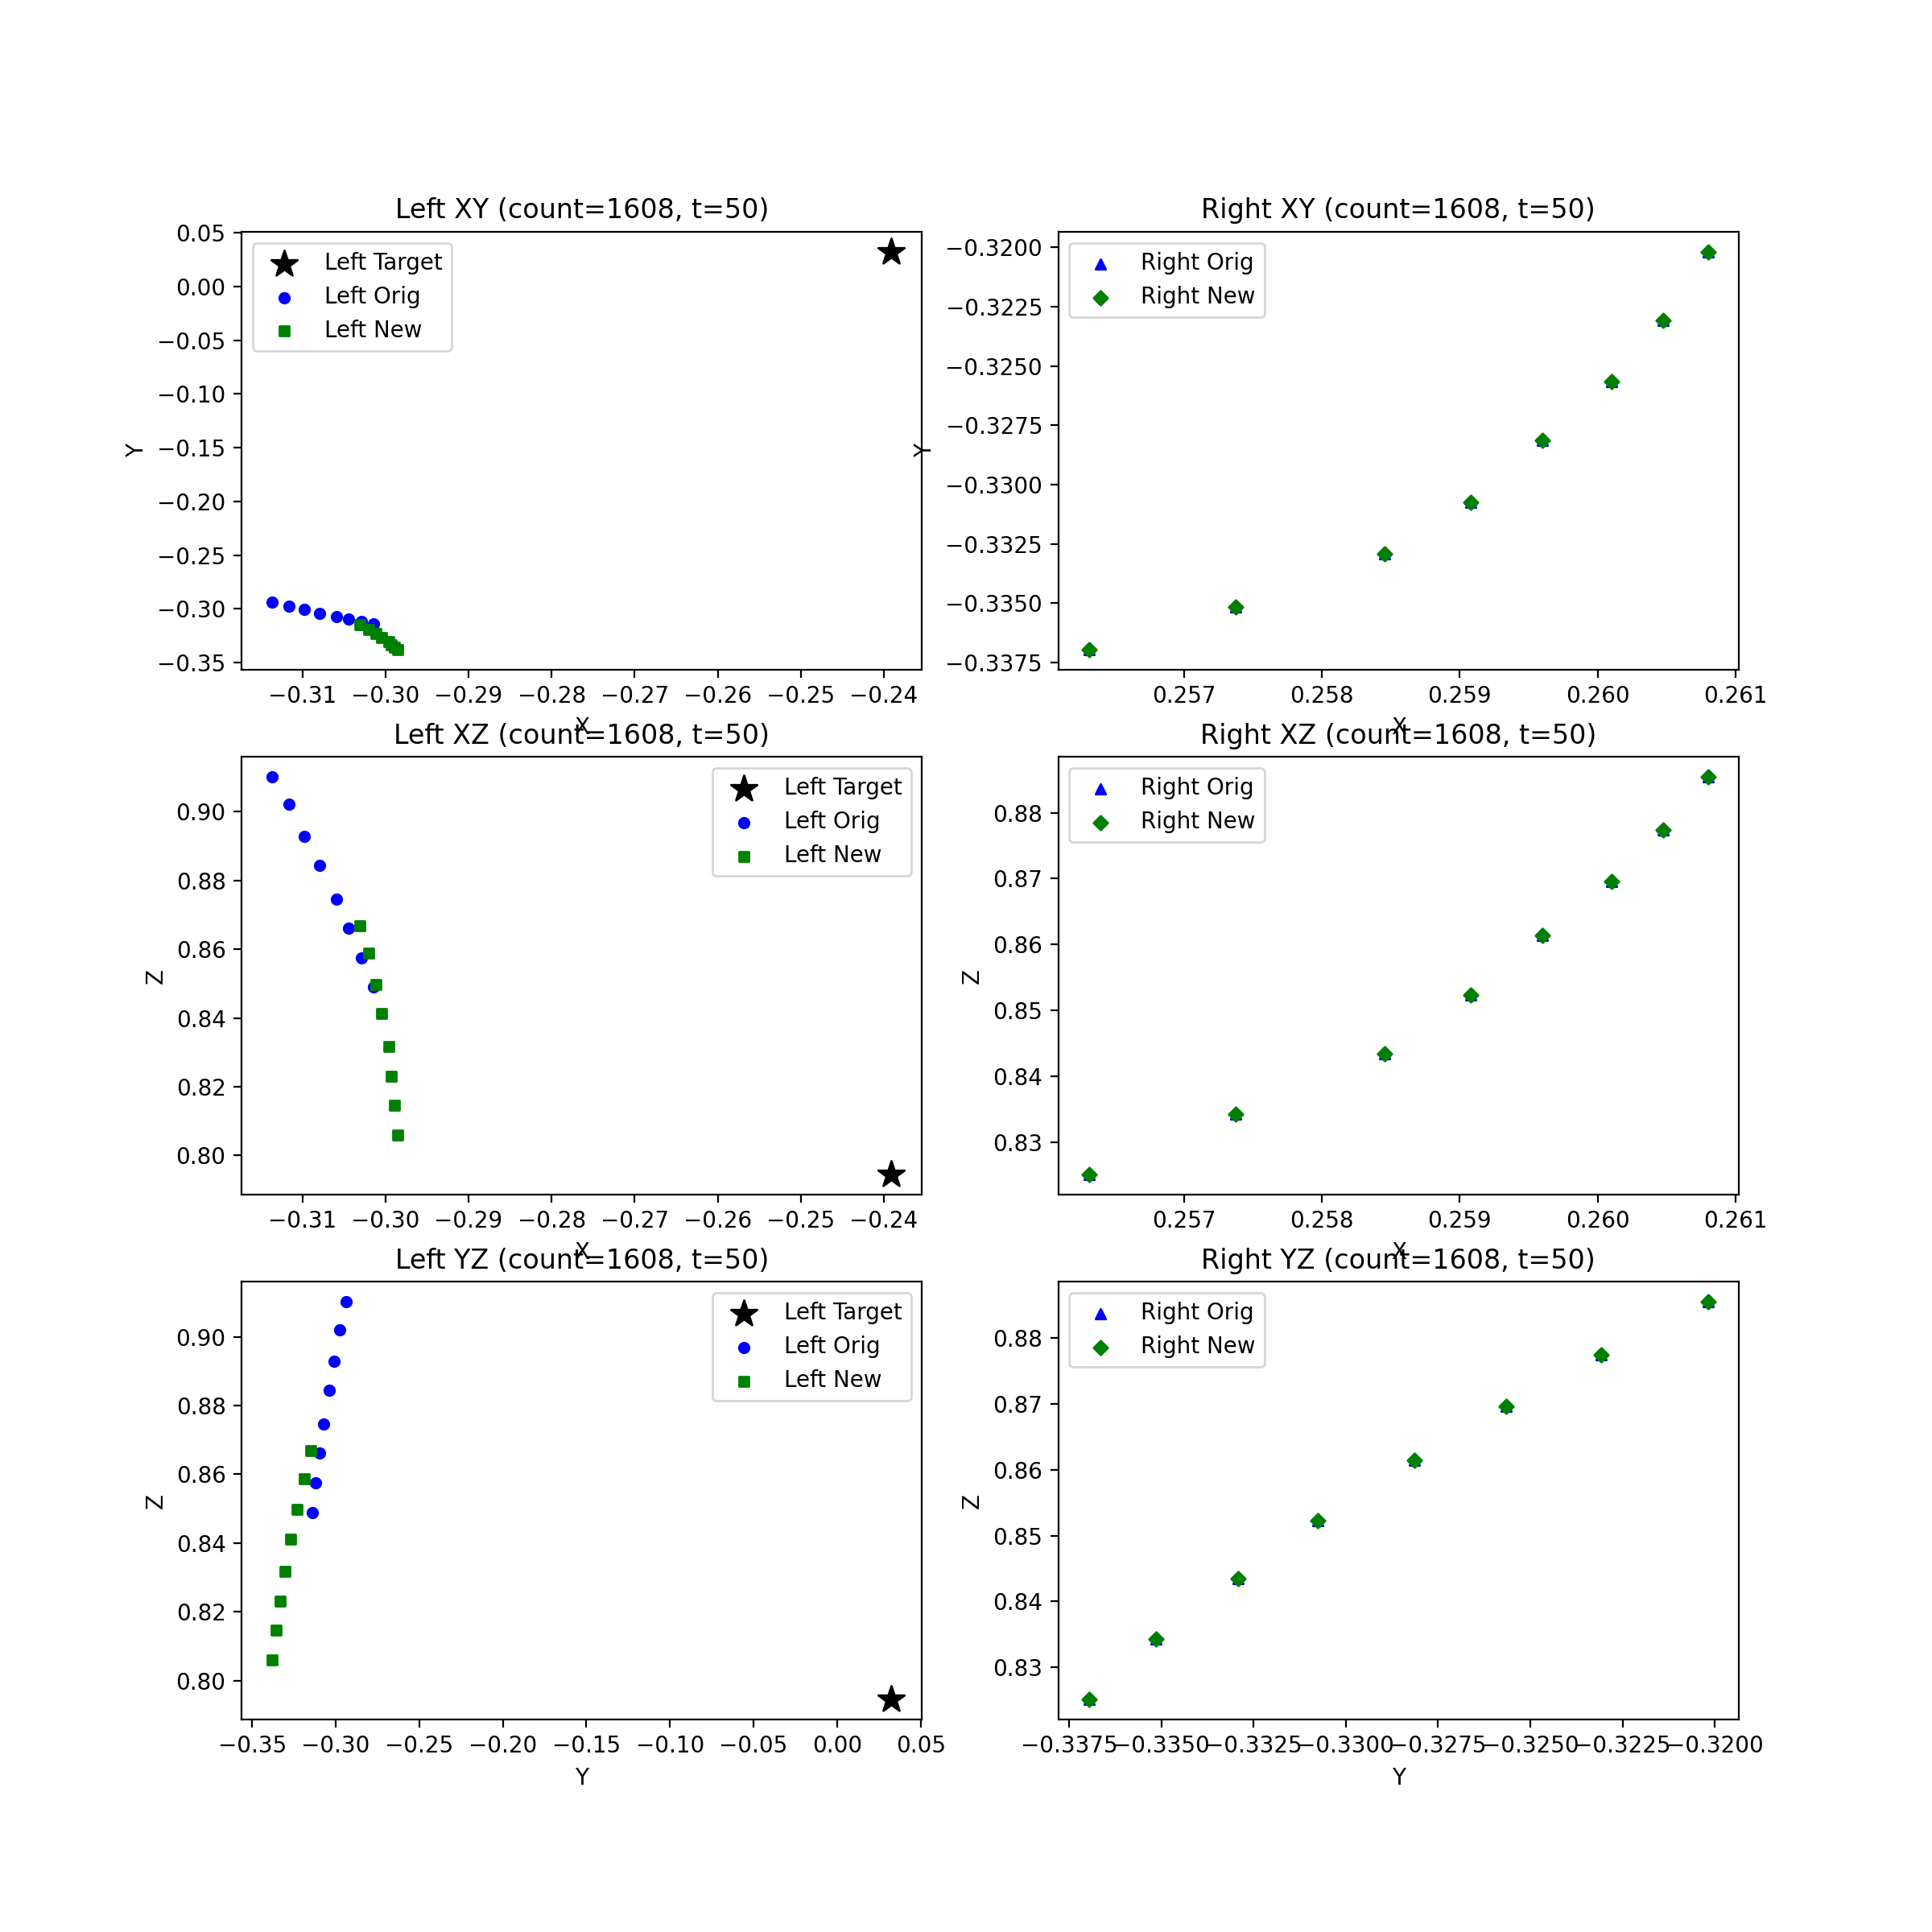 Left XY (count=1608, t=50)
0.05
0.00
−0.05
−0.10
−0.15
−0.20
−0.25
−0.30
−0.35
Y
Left Target
Left Orig
Left New
−0.31 −0.30 −0.29 −0.28 −0.27 −0.26 −0.25 −0.24
X
Right XY (count=1608, t=50)
−0.3200
−0.3225
−0.3250
−0.3275
−0.3300
−0.3325
−0.3350
−0.3375
Y
Right Orig
Right New
0.257 0.258 0.259 0.260 0.261
X
Left XZ (count=1608, t=50)
0.90
0.88
0.86
0.84
0.82
0.80
Z
Left Target
Left Orig
Left New
−0.31 −0.30 −0.29 −0.28 −0.27 −0.26 −0.25 −0.24
X
Right XZ (count=1608, t=50)
0.88
0.87
0.86
0.85
0.84
0.83
Z
Right Orig
Right New
0.257 0.258 0.259 0.260 0.261
X
Left YZ (count=1608, t=50)
0.90
0.88
0.86
0.84
0.82
0.80
Z
Left Target
Left Orig
Left New
−0.35 −0.30 −0.25 −0.20 −0.15 −0.10 −0.05 0.00 0.05
Y
Right YZ (count=1608, t=50)
0.88
0.87
0.86
0.85
0.84
0.83
Z
Right Orig
Right New
−0.3375 −0.3350 −0.3325 −0.3300 −0.3275 −0.3250 −0.3225 −0.3200
Y